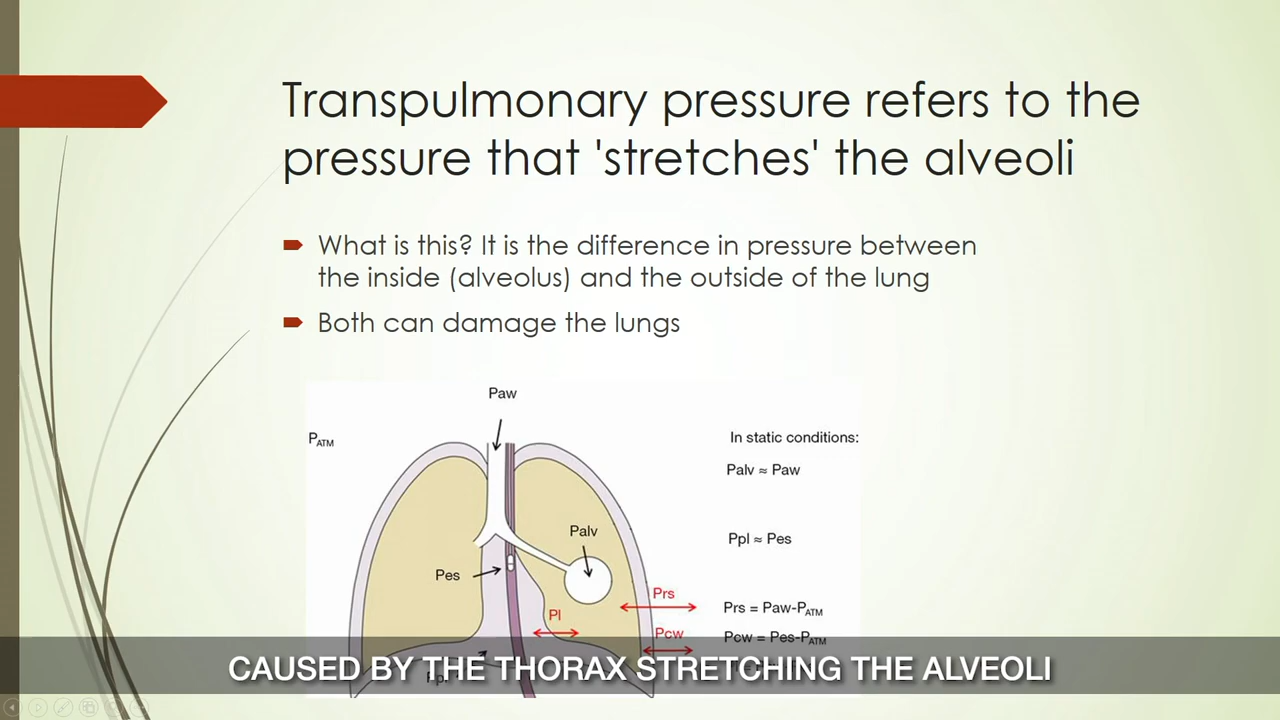 Transpulmonary pressure refers to the
pressure that 'stretches' the alveoli
What is this? It is the difference in pressure between
the inside (alveolus) and the outside of the lung
Both can damage the lungs
Paw
PATM
In static conditions:
Palv ≈ Paw
Palv
Ppl ≈ Pes
Pes
Prs
Prs = Paw-PATM
Pl
Pcw
Pcw = Pes-PATM
CAUSED BY THE THORAX STRETCHING THE ALVEOLI